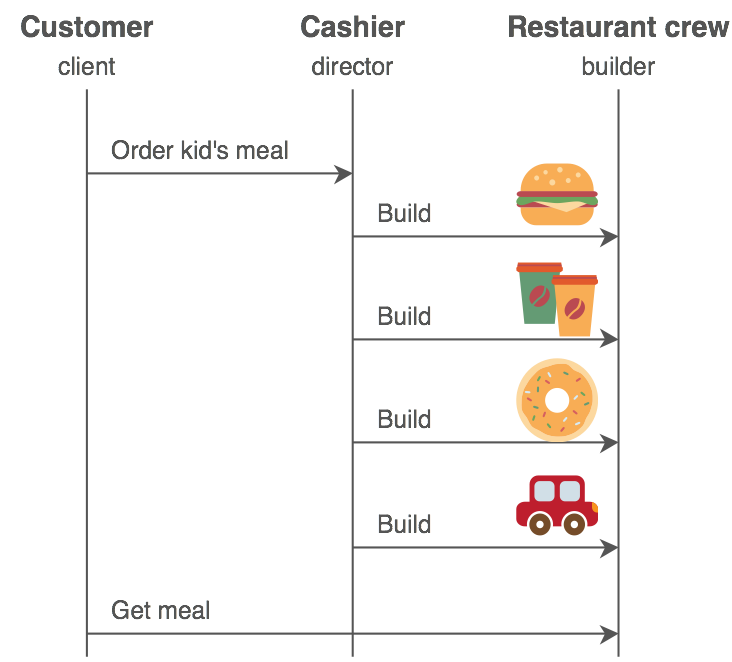 Customer
Cashier
Restaurant crew
client
director
builder
Order kid's meal
Build
Build
Build
Build
Get meal